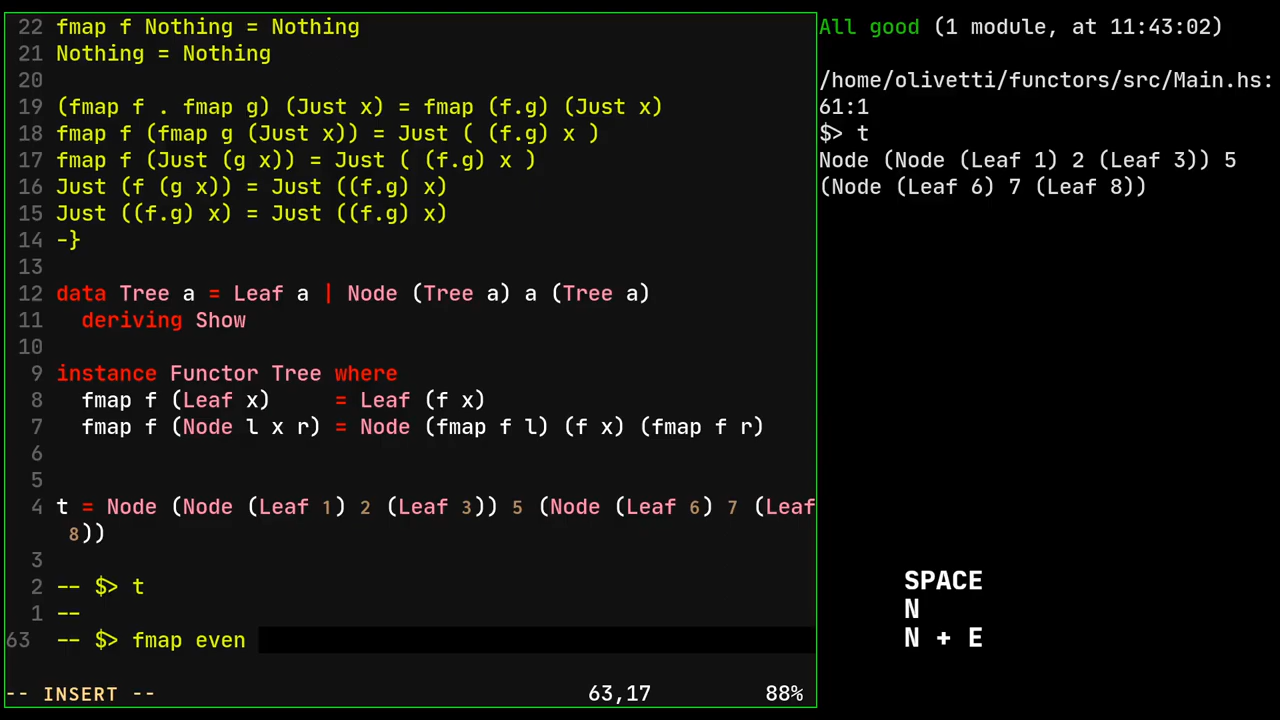 22 fmap f Nothing = Nothing
21 Nothing = Nothing
20
19 (fmap f . fmap g) (Just x) = fmap (f.g) (Just x)
18 fmap f (fmap g (Just x)) = Just ( (f.g) x )
17 fmap f (Just (g x)) = Just ( (f.g) x )
16 Just (f (g x)) = Just ((f.g) x)
15 Just ((f.g) x) = Just ((f.g) x)
14 -}
13
12 data Tree a = Leaf a | Node (Tree a) a (Tree a)
11   deriving Show
10
9 instance Functor Tree where
8   fmap f (Leaf x)     = Leaf (f x)
7   fmap f (Node l x r) = Node (fmap f l) (f x) (fmap f r)
6
5
4 t = Node (Node (Leaf 1) 2 (Leaf 3)) 5 (Node (Leaf 6) 7 (Leaf
8))
3
2 -- $> t
1 --
63 -- $> fmap even
-- INSERT -- 63,17 88%
All good (1 module, at 11:43:02)
/home/olivetti/functors/src/Main.hs:
61:1
$> t
Node (Node (Leaf 1) 2 (Leaf 3)) 5
(Node (Leaf 6) 7 (Leaf 8))
SPACE
N
N + E